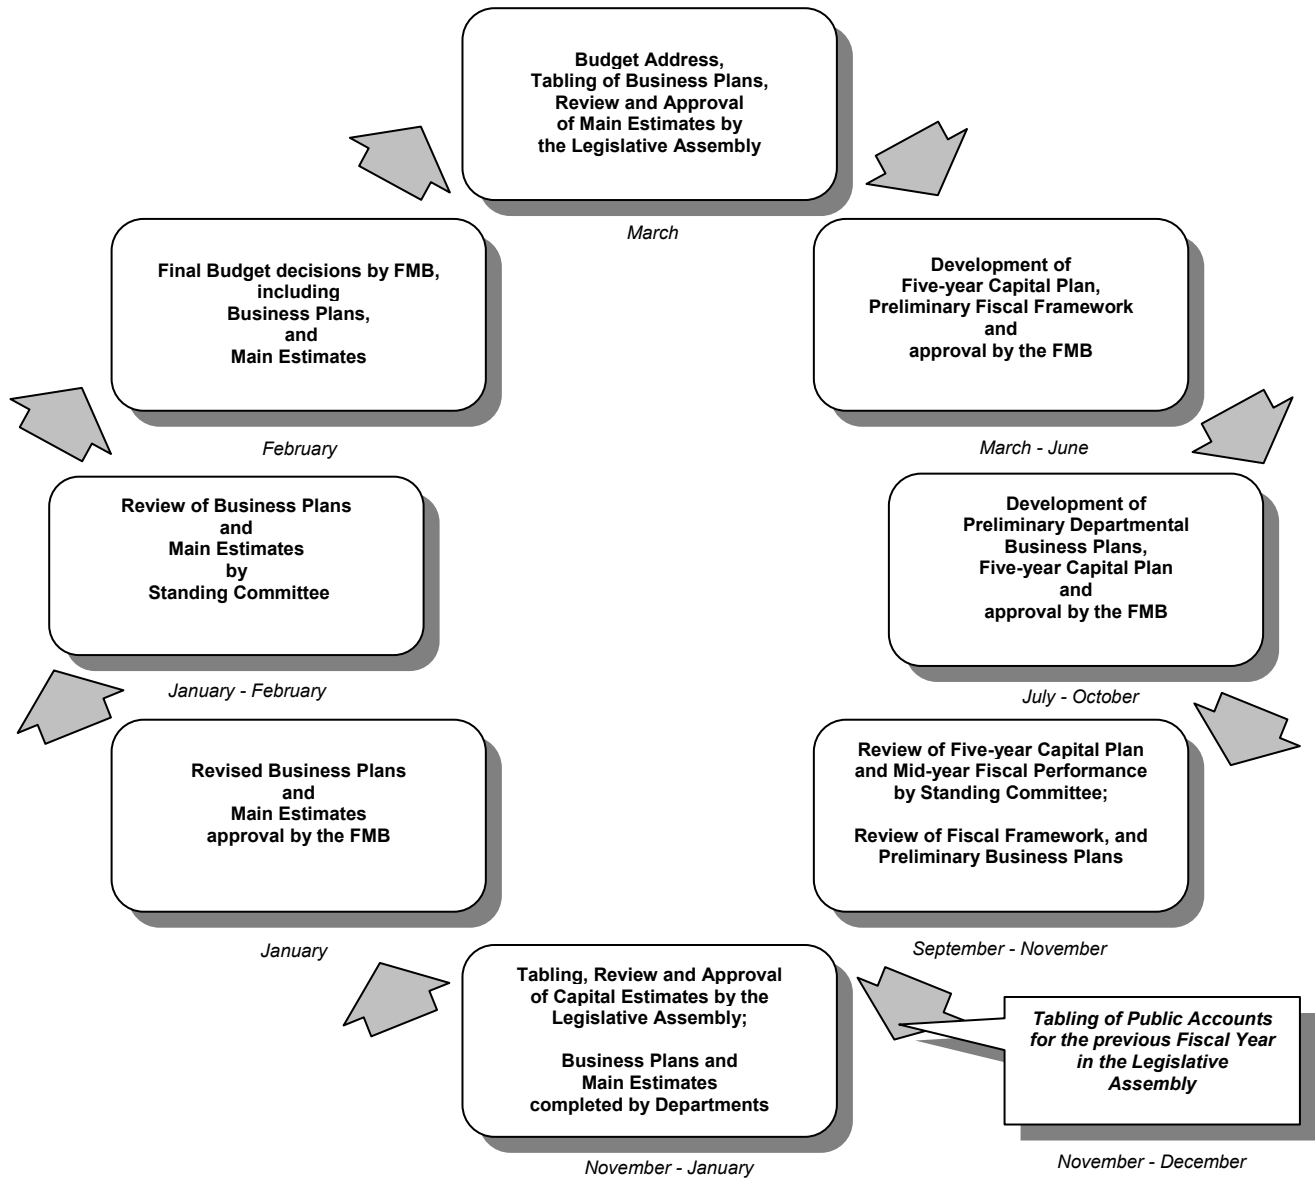 Budget Address,
Tabling of Business Plans,
Review and Approval
of Main Estimates by
the Legislative Assembly
March
Development of
Five-year Capital Plan,
Preliminary Fiscal Framework
and
approval by the FMB
March - June
Development of
Preliminary Departmental
Business Plans,
Five-year Capital Plan
and
approval by the FMB
July - October
Review of Five-year Capital Plan
and Mid-year Fiscal Performance
by Standing Committee;
Review of Fiscal Framework, and
Preliminary Business Plans
September - November
Tabling of Public Accounts
for the previous Fiscal Year
in the Legislative
Assembly
November - December
Tabling, Review and Approval
of Capital Estimates by the
Legislative Assembly;
Business Plans and
Main Estimates
completed by Departments
November - January
Revised Business Plans
and
Main Estimates
approval by the FMB
January
Review of Business Plans
and
Main Estimates
by
Standing Committee
January - February
Final Budget decisions by FMB,
including
Business Plans,
and
Main Estimates
February